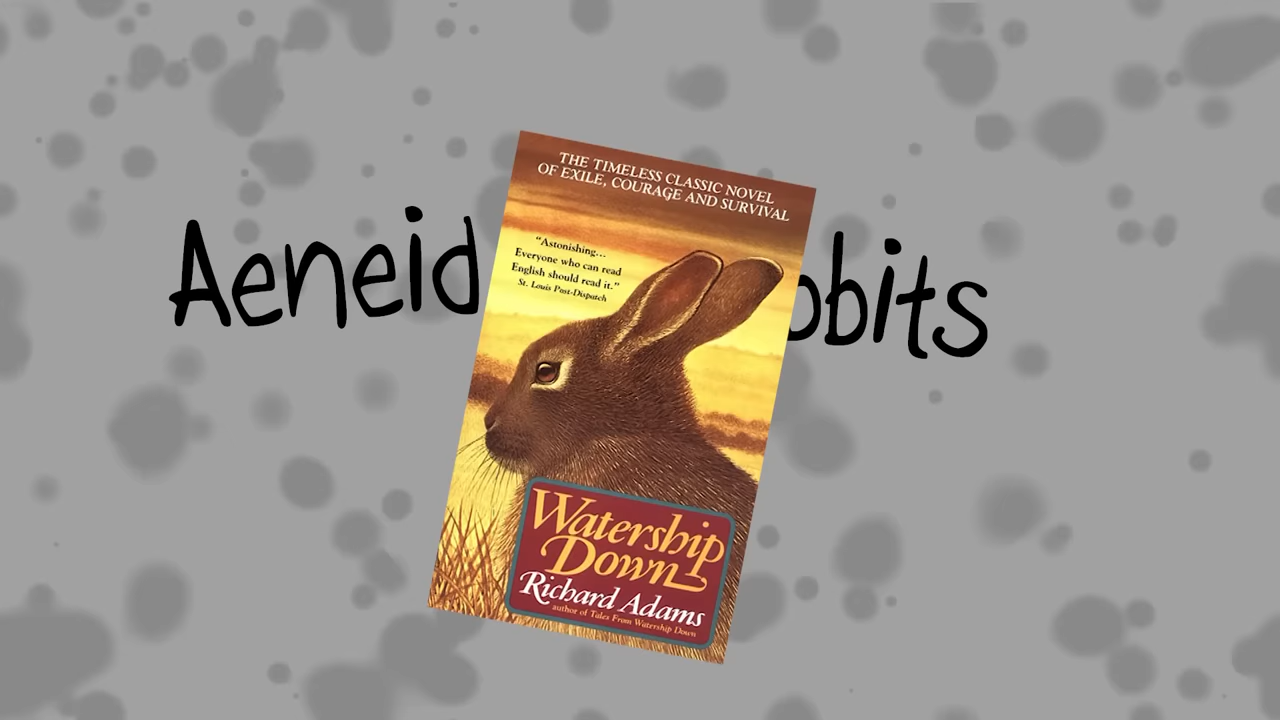 THE TIMELESS CLASSIC NOVEL
OF EXILE, COURAGE AND SURVIVAL
Aeneid
"Astonishing...
Everyone who can read
English should read it."
St. Louis Post-Dispatch
Watership
Down
Richard Adams
author of Tales From Watership Down